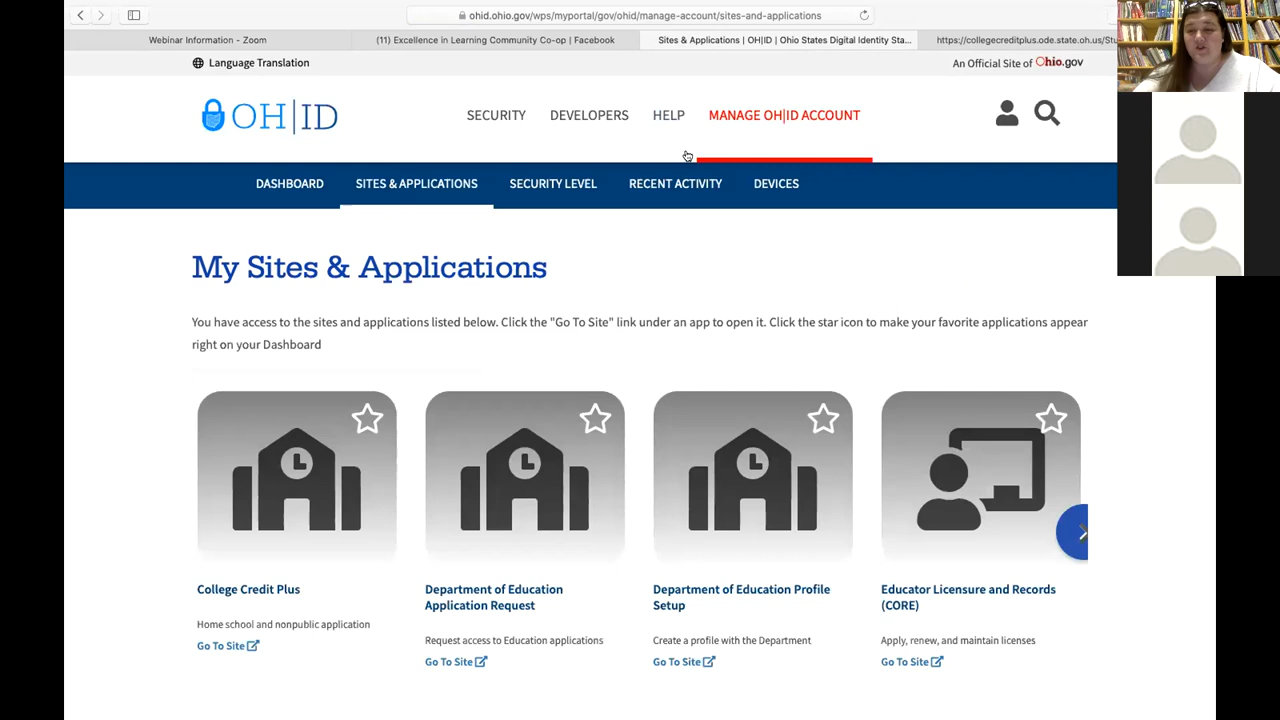 ohid.ohio.gov/wps/myportal/gov/ohid/manage-account/sites-and-applications
Webinar Information - Zoom
(11) Excellence in Learning Community Co-op | Facebook
Sites & Applications | OH|ID | Ohio States Digital Identity Sta...
https://collegecreditplus.ode.state.oh.us/Stu
Language Translation
An Official Site of Ohio.gov
OH|ID
SECURITY
DEVELOPERS
HELP
MANAGE OH|ID ACCOUNT
DASHBOARD
SITES & APPLICATIONS
SECURITY LEVEL
RECENT ACTIVITY
DEVICES
My Sites & Applications
You have access to the sites and applications listed below. Click the "Go To Site" link under an app to open it. Click the star icon to make your favorite applications appear
right on your Dashboard
College Credit Plus
Home school and nonpublic application
Go To Site
Department of Education
Application Request
Request access to Education applications
Go To Site
Department of Education Profile
Setup
Create a profile with the Department
Go To Site
Educator Licensure and Records
(CORE)
Apply, renew, and maintain licenses
Go To Site